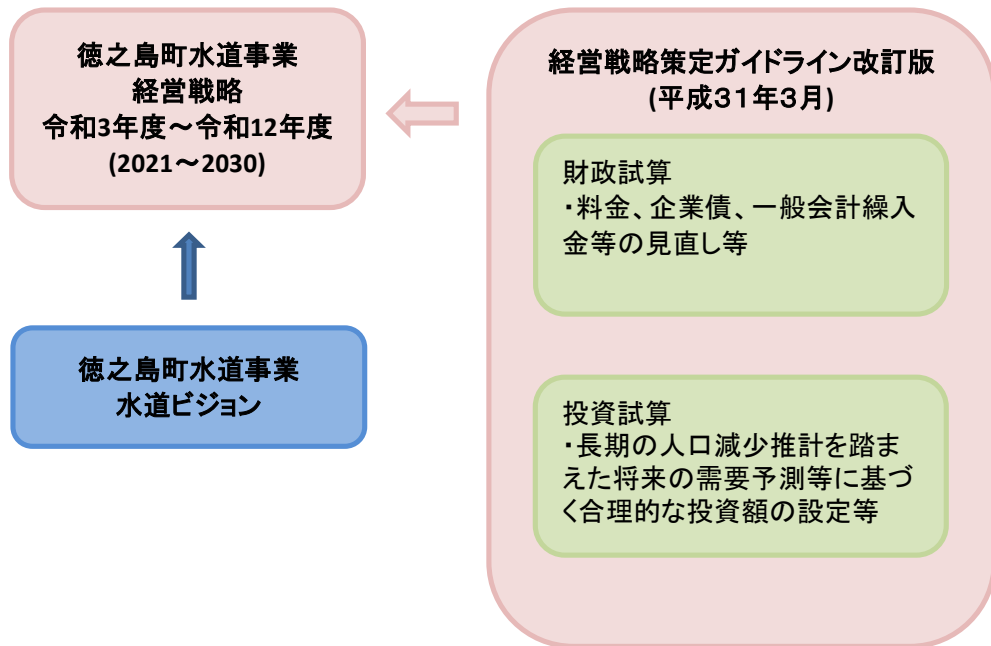 徳之島町水道事業
経営戦略
令和3年度～令和12年度
(2021～2030)
徳之島町水道事業
水道ビジョン
経営戦略策定ガイドライン改訂版
(平成３１年３月)
財政試算
・料金、企業債、一般会計繰入
金等の見直し等
投資試算
・長期の人口減少推計を踏ま
えた将来の需要予測等に基づ
く合理的な投資額の設定等